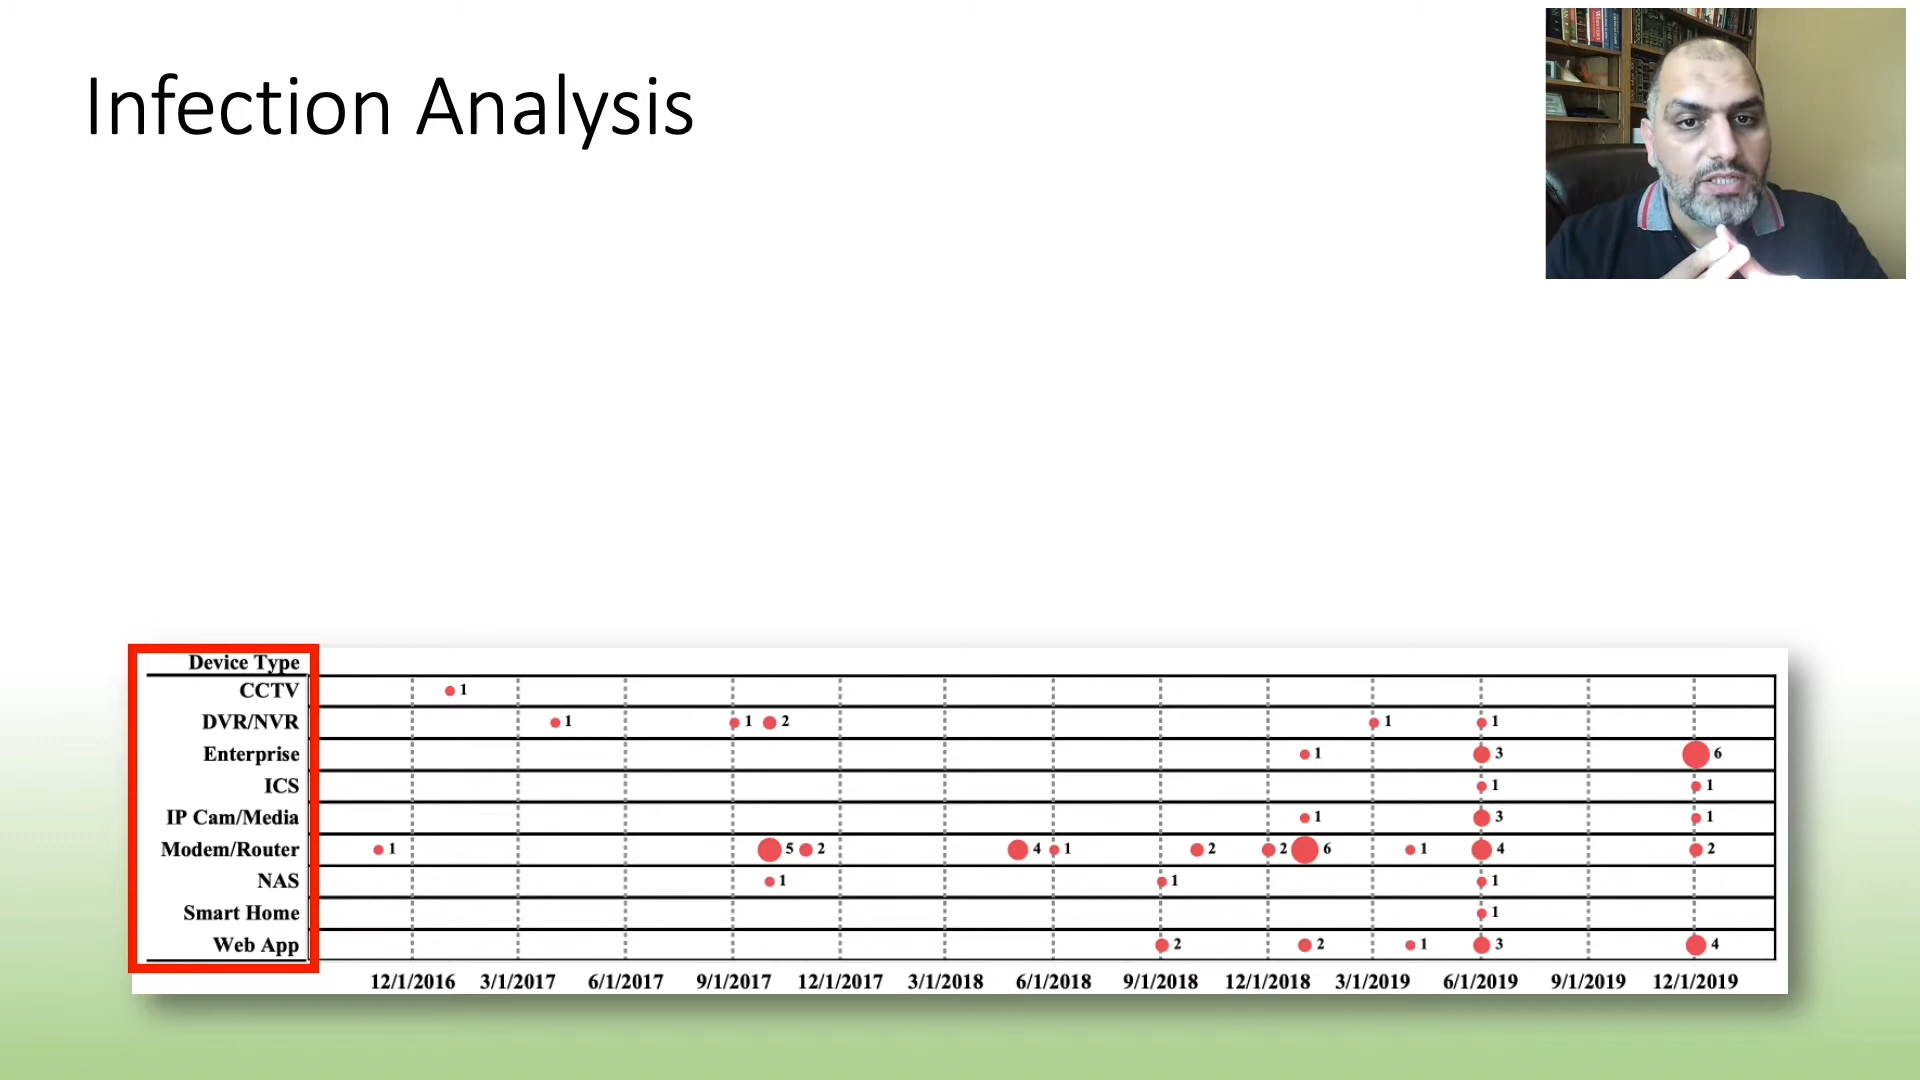 Infection Analysis
Device Type
CCTV 1
DVR/NVR 1 1 2 1 1
Enterprise 1 3 6
ICS 1 1
IP Cam/Media 1 3 1
Modem/Router 1 5 2 4 1 2 2 6 1 4 2
NAS 1 1 1
Smart Home 1
Web App 2 2 1 3 4
12/1/2016 3/1/2017 6/1/2017 9/1/2017 12/1/2017 3/1/2018 6/1/2018 9/1/2018 12/1/2018 3/1/2019 6/1/2019 9/1/2019 12/1/2019